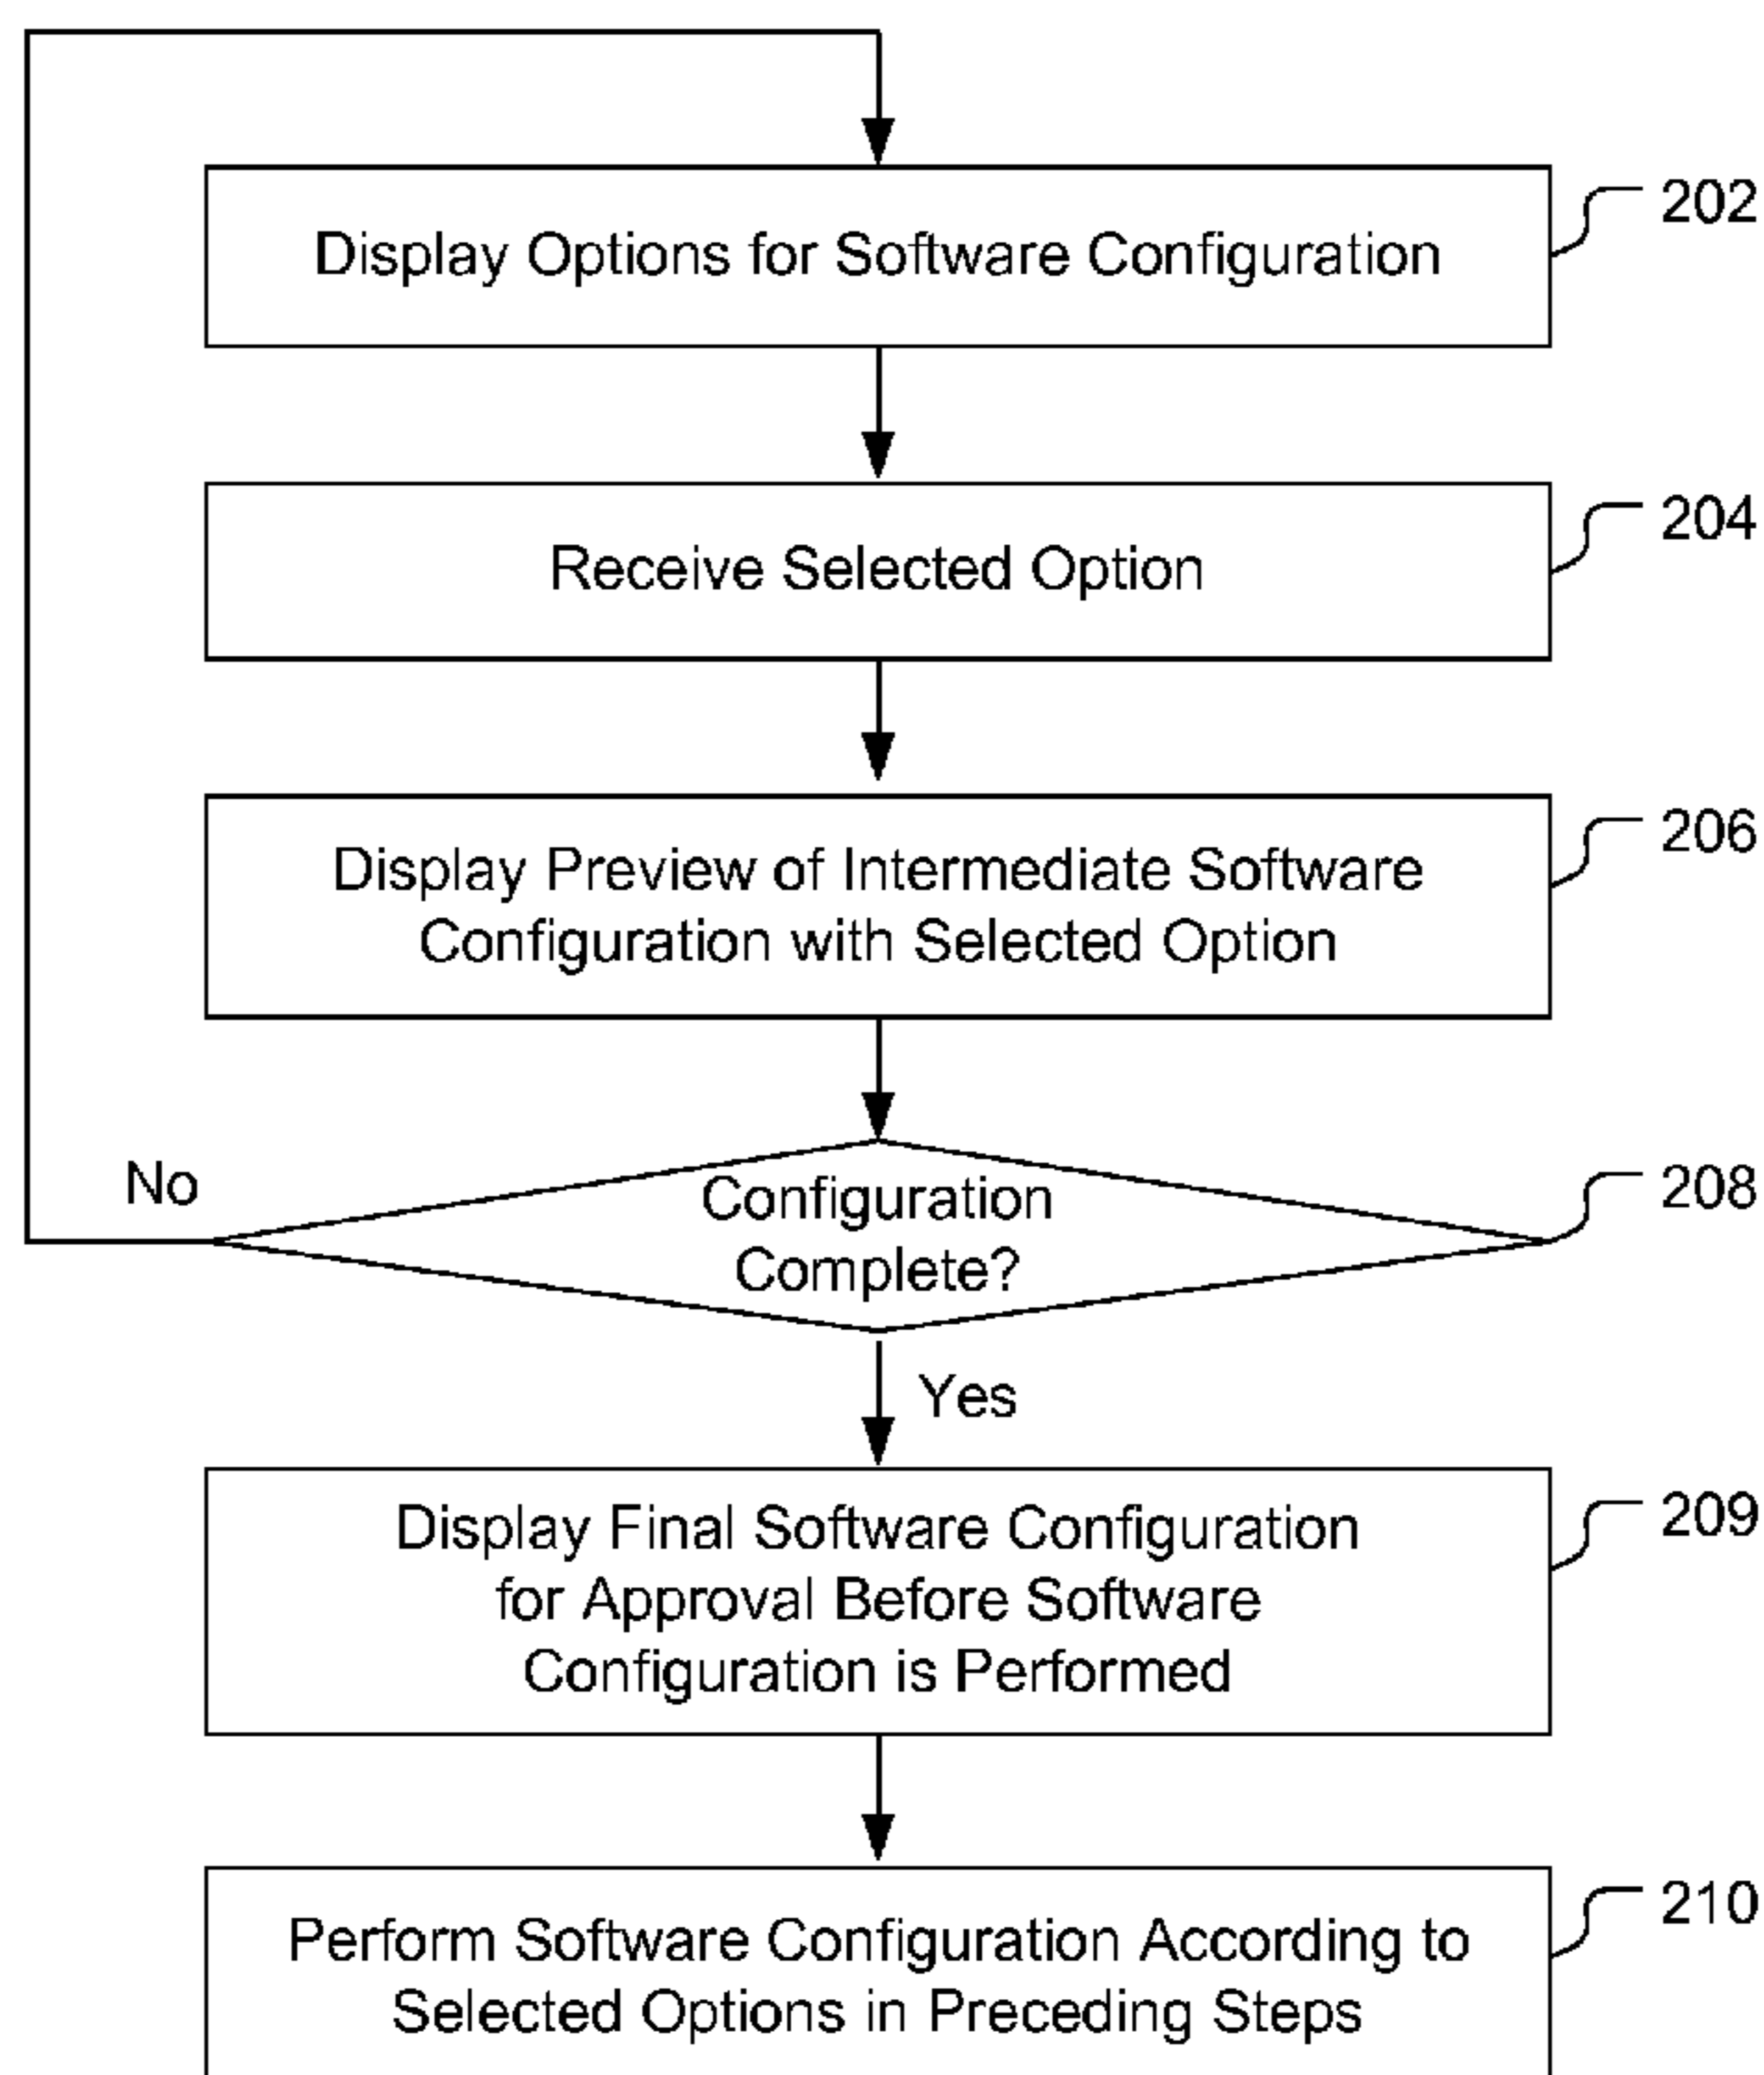 Display Options for Software Configuration
202
Receive Selected Option
204
Display Preview of Intermediate Software
Configuration with Selected Option
206
No
Configuration
Complete?
208
Yes
Display Final Software Configuration
for Approval Before Software
Configuration is Performed
209
Perform Software Configuration According to
Selected Options in Preceding Steps
210